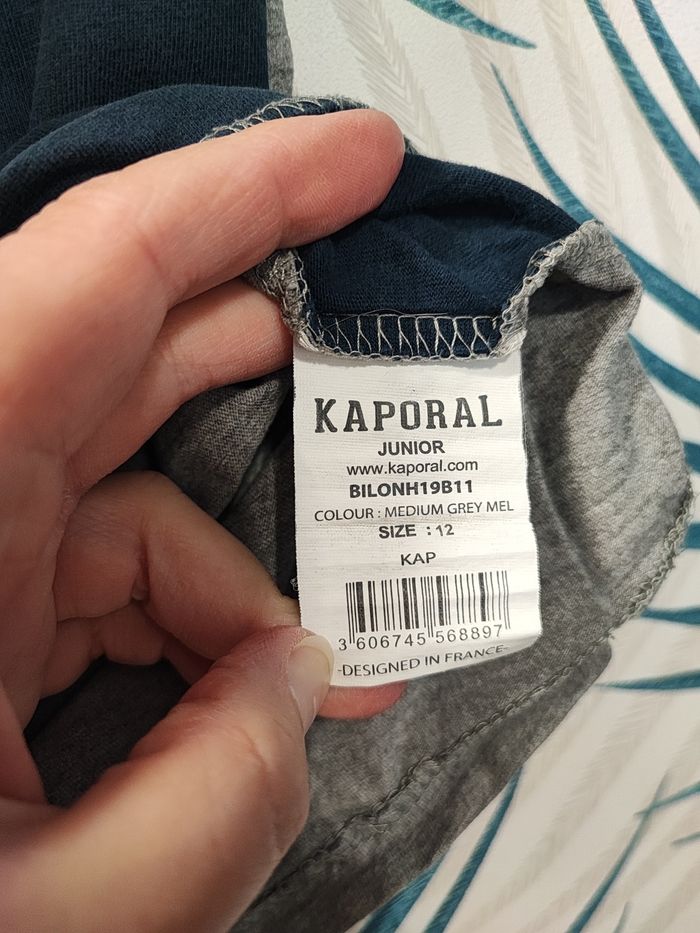 KAPORAL
JUNIOR
www.kaporal.com
BILONH19B11
COLOUR : MEDIUM GREY MEL
SIZE : 12
KAP
3 606745 568897
-DESIGNED IN FRANCE-